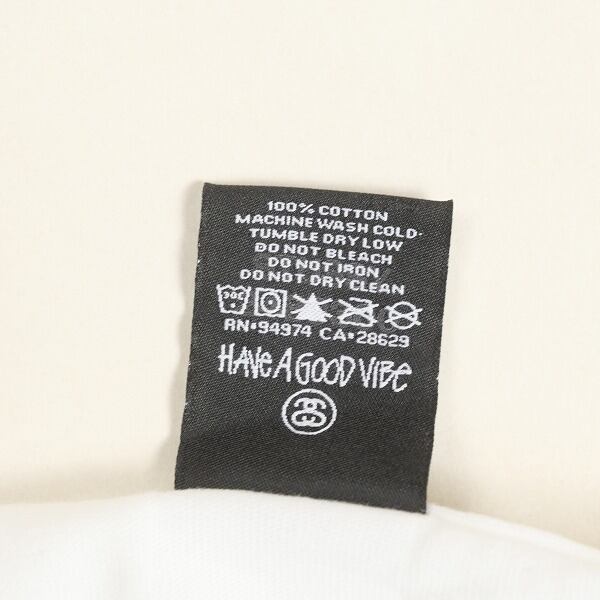 100% COTTON
MACHINE WASH COLD-
TUMBLE DRY LOW
DO NOT BLEACH
DO NOT IRON
DO NOT DRY CLEAN
30C
RN•94974 CA•28629
HAVE A GOOD VIBE